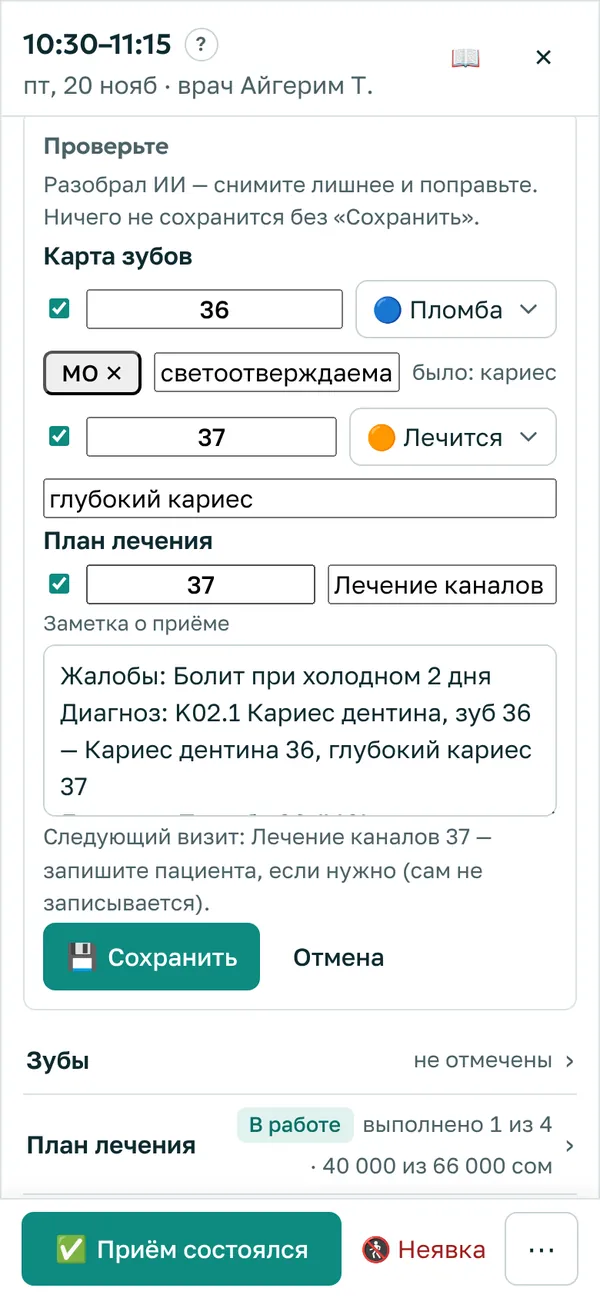 10:30–11:15 ?
пт, 20 нояб · врач Айгерим Т.
Проверьте
Разобрал ИИ — снимите лишнее и поправьте.
Ничего не сохранится без «Сохранить».
Карта зубов
36 Пломба
МО × светоотверждаема было: кариес
37 Лечится
глубокий кариес
План лечения
37 Лечение каналов
Заметка о приёме
Жалобы: Болит при холодном 2 дня
Диагноз: K02.1 Кариес дентина, зуб 36
— Кариес дентина 36, глубокий кариес
37
Следующий визит: Лечение каналов 37 —
запишите пациента, если нужно (сам не
записывается).
Сохранить Отмена
Зубы не отмечены ›
План лечения В работе выполнено 1 из 4 ›
· 40 000 из 66 000 сом
Приём состоялся Неявка ···